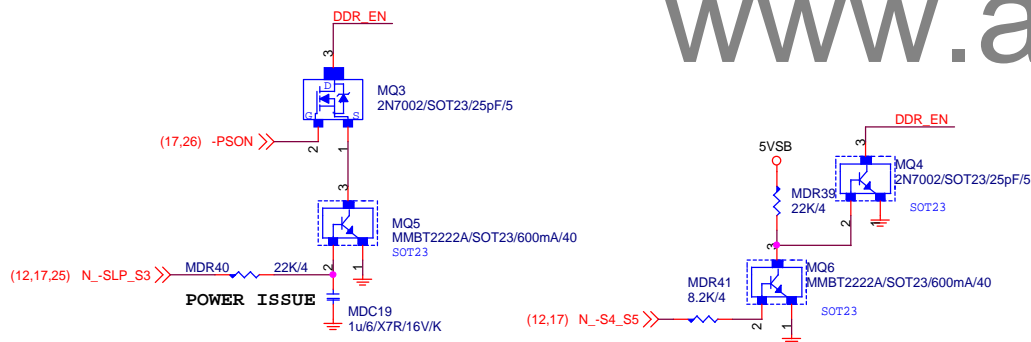 www.a
DDR_EN
3
D
G
S
MQ3
2N7002/SOT23/25pF/5
(17,26) -PSON
2
1
3
MQ5
MMBT2222A/SOT23/600mA/40
SOT23
(12,17,25) N_-SLP_S3
MDR40
22K/4
2
1
POWER ISSUE
MDC19
1u/6/X7R/16V/K
DDR_EN
5VSB
3
MQ4
2N7002/SOT23/25pF/5
SOT23
MDR39
22K/4
2
1
3
MQ6
MMBT2222A/SOT23/600mA/40
SOT23
MDR41
8.2K/4
(12,17) N_-S4_S5
2
1